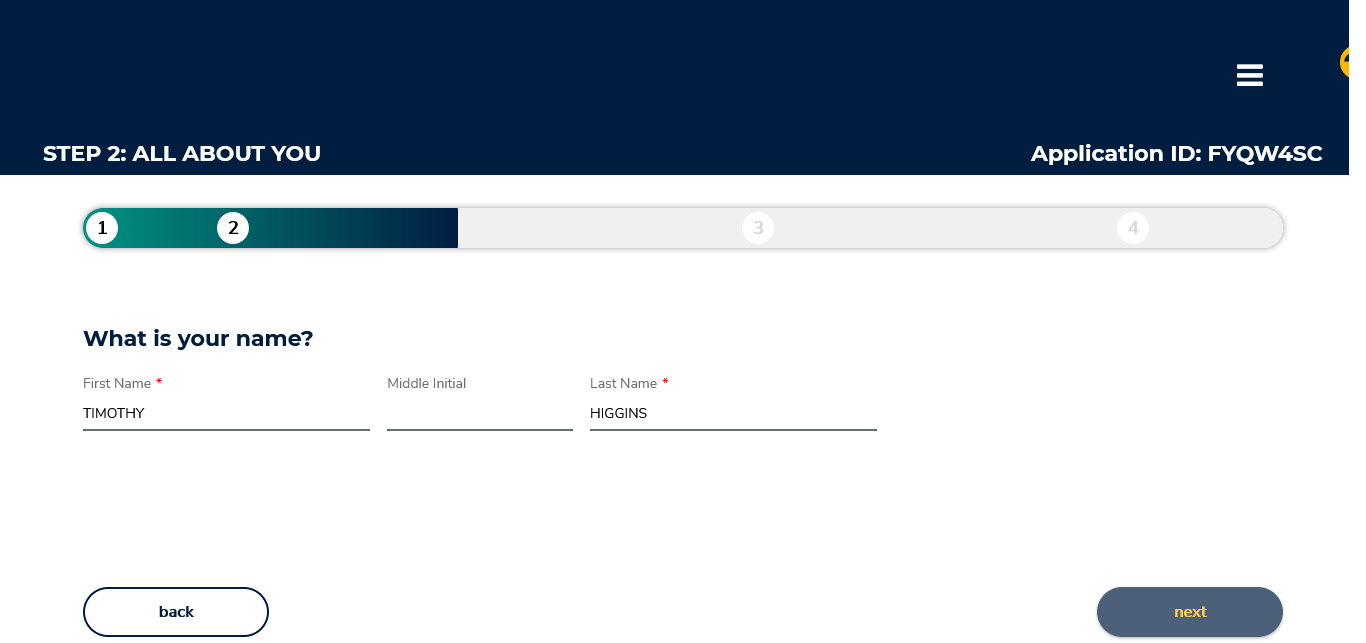 STEP 2: ALL ABOUT YOU
Application ID: FYQW4SC
1 2 3 4
What is your name?
First Name * Middle Initial Last Name *
TIMOTHY HIGGINS
back next